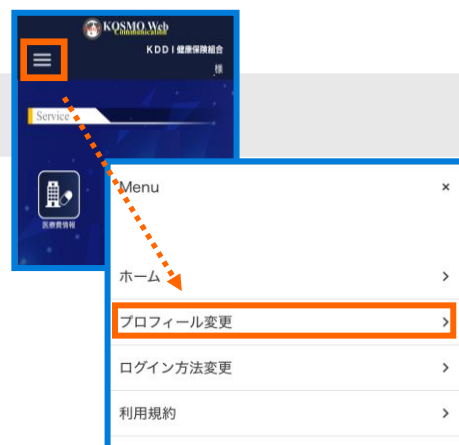 KOSMO Web
Communication
KDDI健康保険組合
様
Service
医療費情報
Menu ×
ホーム >
プロフィール変更 >
ログイン方法変更 >
利用規約 >